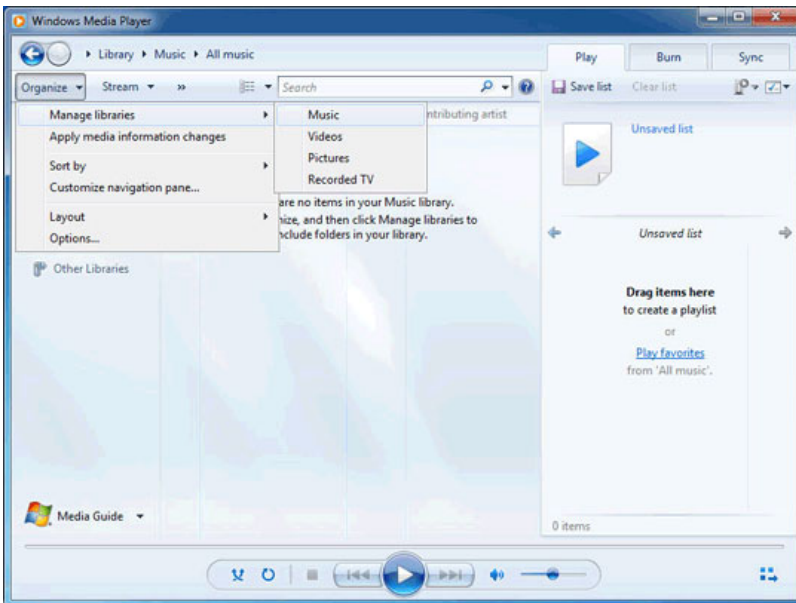 Windows Media Player
Library Music All music
Play Burn Sync
Organize Stream » Search
Save list Clear list
Manage libraries
Apply media information changes
Sort by
Customize navigation pane...
Layout
Options...
Music
Videos
Pictures
Recorded TV
ntributing artist
are no items in your Music library.
ize, and then click Manage libraries to
nclude folders in your library.
Other Libraries
Unsaved list
Unsaved list
Drag items here
to create a playlist
or
Play favorites
from 'All music'.
Media Guide
0 items